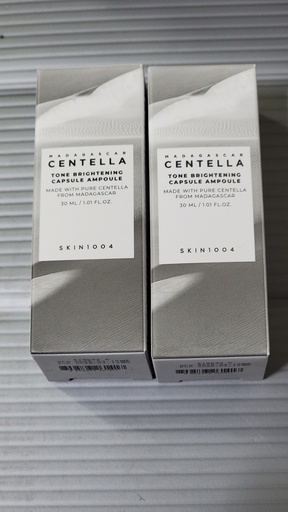 MADAGASCAR
CENTELLA
TONE BRIGHTENING
CAPSULE AMPOULE
MADE WITH PURE CENTELLA
FROM MADAGASCAR
30 ML / 1.01 FL.OZ.
SKIN1004
MADAGASCAR
CENTELLA
TONE BRIGHTENING
CAPSULE AMPOULE
MADE WITH PURE CENTELLA
FROM MADAGASCAR
30 ML / 1.01 FL.OZ.
SKIN1004